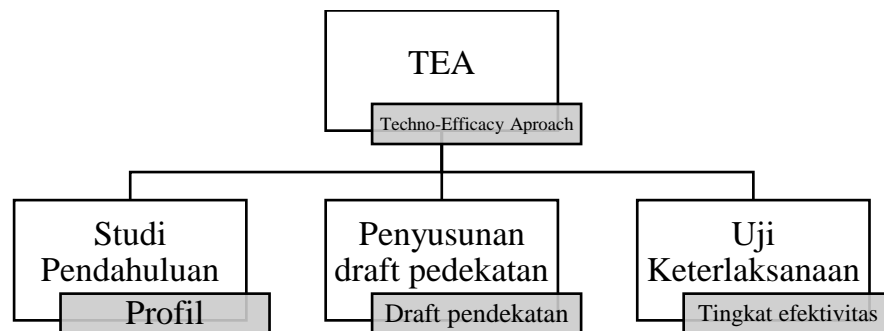 TEA
Techno-Efficacy Aproach
Studi
Pendahuluan
Profil
Penyusunan
draft pedekatan
Draft pendekatan
Uji
Keterlaksanaan
Tingkat efektivitas